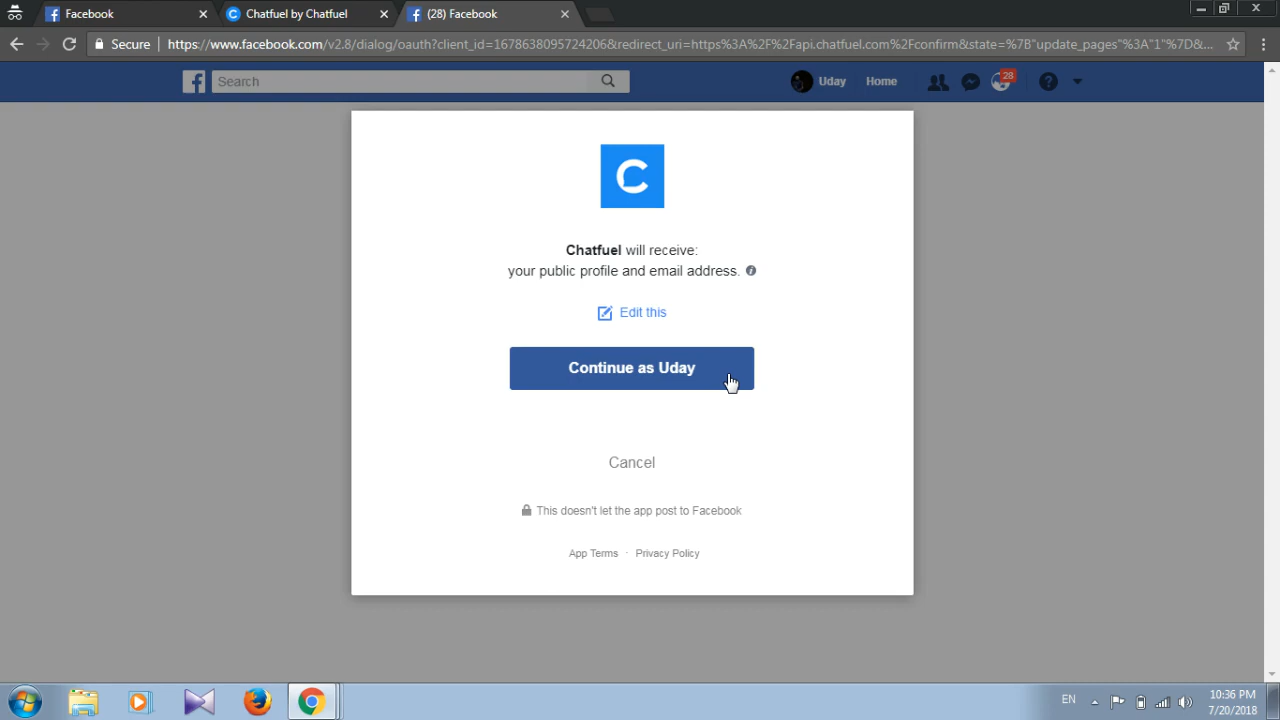 Facebook
Chatfuel by Chatfuel
(28) Facebook
Secure
https://www.facebook.com/v2.8/dialog/oauth?client_id=1678638095724206&redirect_uri=https%3A%2F%2Fapi.chatfuel.com%2Fconfirm&state=%7B"update_pages"%3A"1"%7D&...
Search
Uday
Home
28
C
Chatfuel will receive:
your public profile and email address.
Edit this
Continue as Uday
Cancel
This doesn't let the app post to Facebook
App Terms · Privacy Policy
EN
10:36 PM
7/20/2018